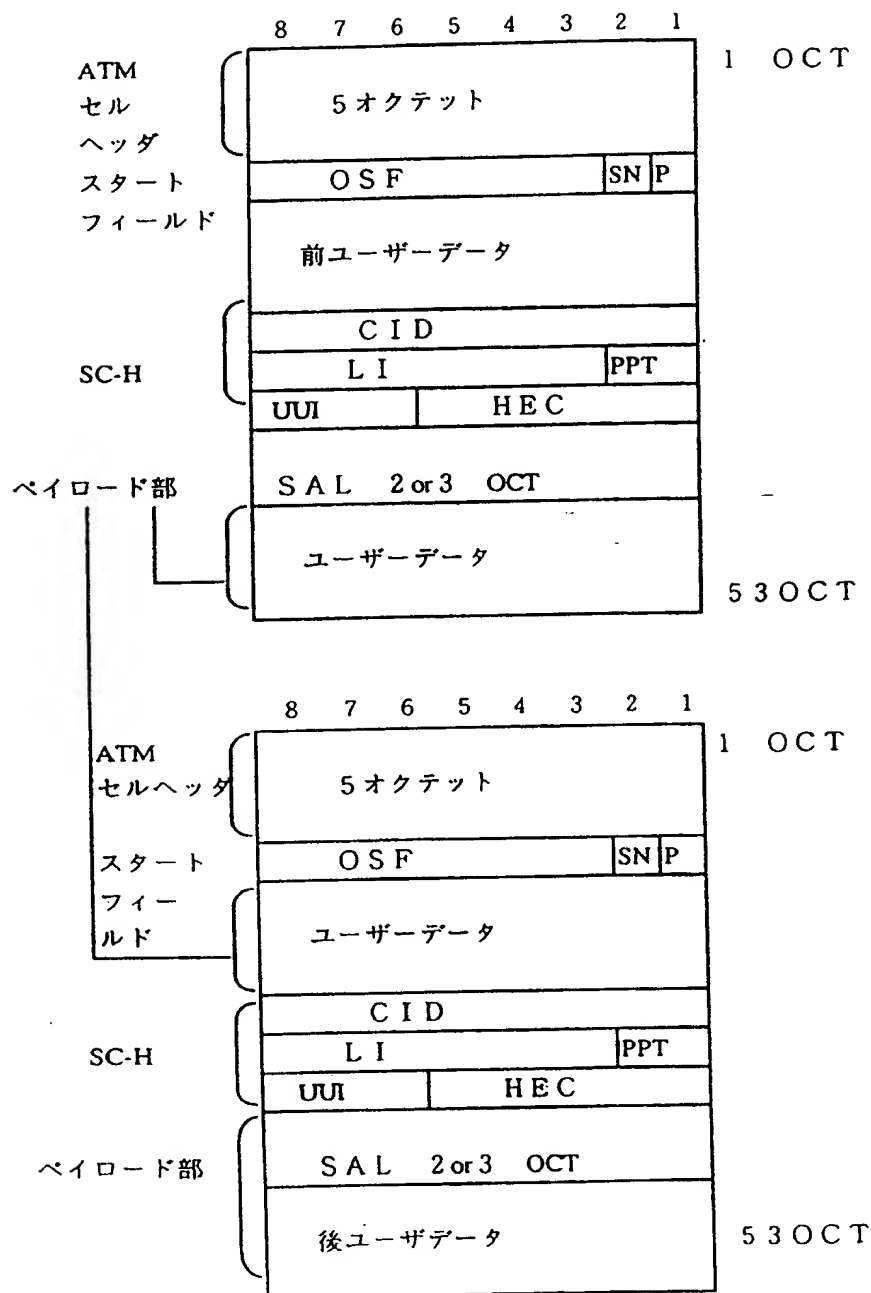 8 7 6 5 4 3 2 1
ATM
セル
ヘッダ
5オクテット
1 OCT
スタート
フィールド
OSF SN P
前ユーザーデータ
SC-H
CID
LI PPT
UUI HEC
ペイロード部
SAL 2 or 3 OCT
ユーザーデータ
53OCT
8 7 6 5 4 3 2 1
ATM
セルヘッダ
5オクテット
1 OCT
スタート
フィー
ルド
OSF SN P
ユーザーデータ
SC-H
CID
LI PPT
UUI HEC
ペイロード部
SAL 2 or 3 OCT
後ユーザデータ
53OCT